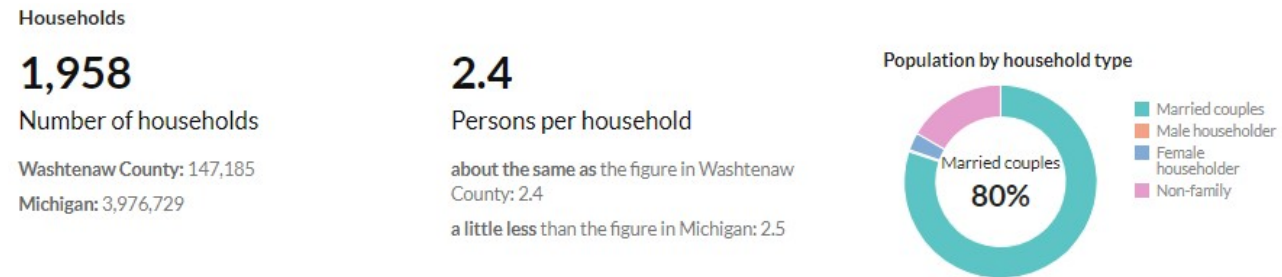 Households
1,958
Number of households
Washtenaw County: 147,185
Michigan: 3,976,729
2.4
Persons per household
about the same as the figure in Washtenaw
County: 2.4
a little less than the figure in Michigan: 2.5
Population by household type
Married couples
80%
Married couples
Male householder
Female
householder
Non-family